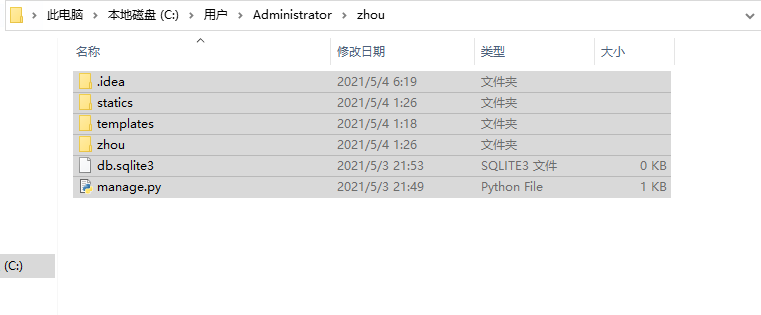 此电脑 > 本地磁盘 (C:) > 用户 > Administrator > zhou
名称 修改日期 类型 大小
.idea 2021/5/4 6:19 文件夹
statics 2021/5/4 1:26 文件夹
templates 2021/5/4 1:18 文件夹
zhou 2021/5/4 1:26 文件夹
db.sqlite3 2021/5/3 21:53 SQLITE3 文件 0 KB
manage.py 2021/5/3 21:49 Python File 1 KB
(C:)